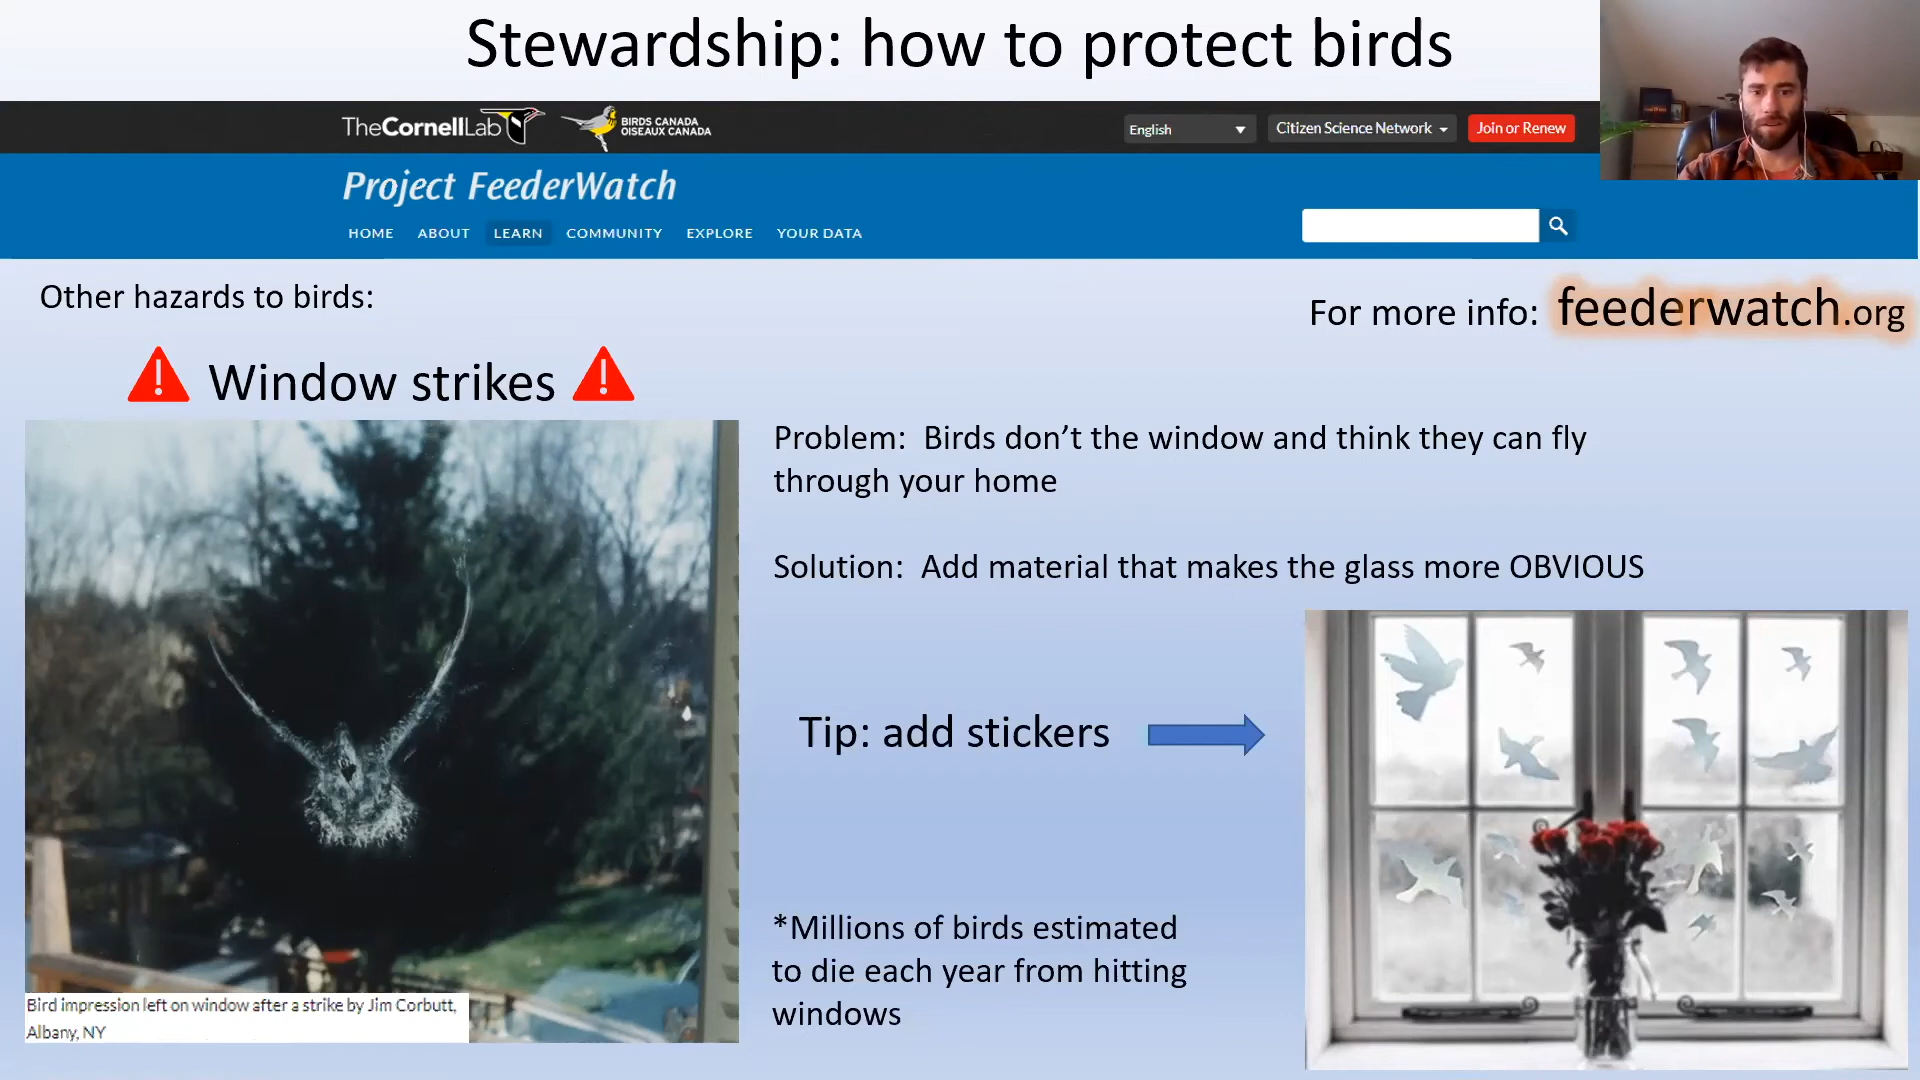 Stewardship: how to protect birds
TheCornellLab
BIRDS CANADA
OISEAUX CANADA
English
Citizen Science Network
Join or Renew
Project FeederWatch
HOME ABOUT LEARN COMMUNITY EXPLORE YOUR DATA
Other hazards to birds:
For more info: feederwatch.org
Window strikes
Problem: Birds don’t the window and think they can fly
through your home
Solution: Add material that makes the glass more OBVIOUS
Tip: add stickers
*Millions of birds estimated
to die each year from hitting
windows
Bird impression left on window after a strike by Jim Corbutt,
Albany, NY